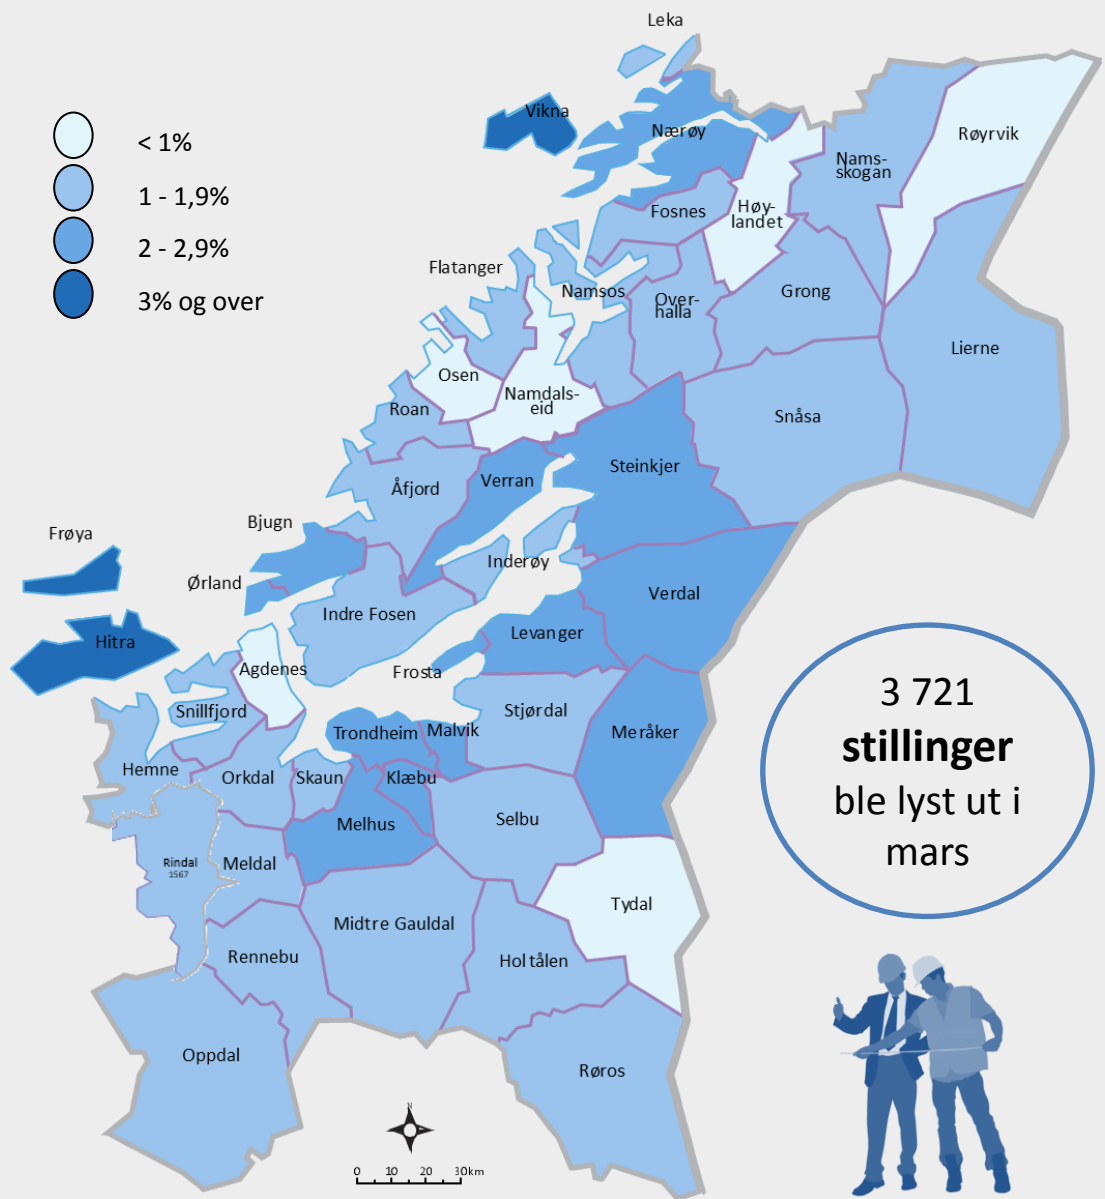 Leka
< 1%
1 - 1,9%
2 - 2,9%
3% og over
Vikna
Nærøy
Røyrvik
Nams-
skogan
Høy-
landet
Fosnes
Flatanger
Namsos
Over-
halla
Grong
Lierne
Osen
Namdals-
eid
Roan
Snåsa
Steinkjer
Verran
Åfjord
Bjugn
Frøya
Inderøy
Ørland
Verdal
Indre Fosen
Levanger
Hitra
Agdenes
Frosta
Snillfjord
Stjørdal
Trondheim
Malvik
Meråker
Hemne
Orkdal
Skaun
Klæbu
Melhus
Selbu
Rindal
1567
Meldal
Tydal
Midtre Gauldal
Rennebu
Holtålen
Oppdal
Røros
3 721
stillinger
ble lyst ut i
mars
N
0 10 20 30km